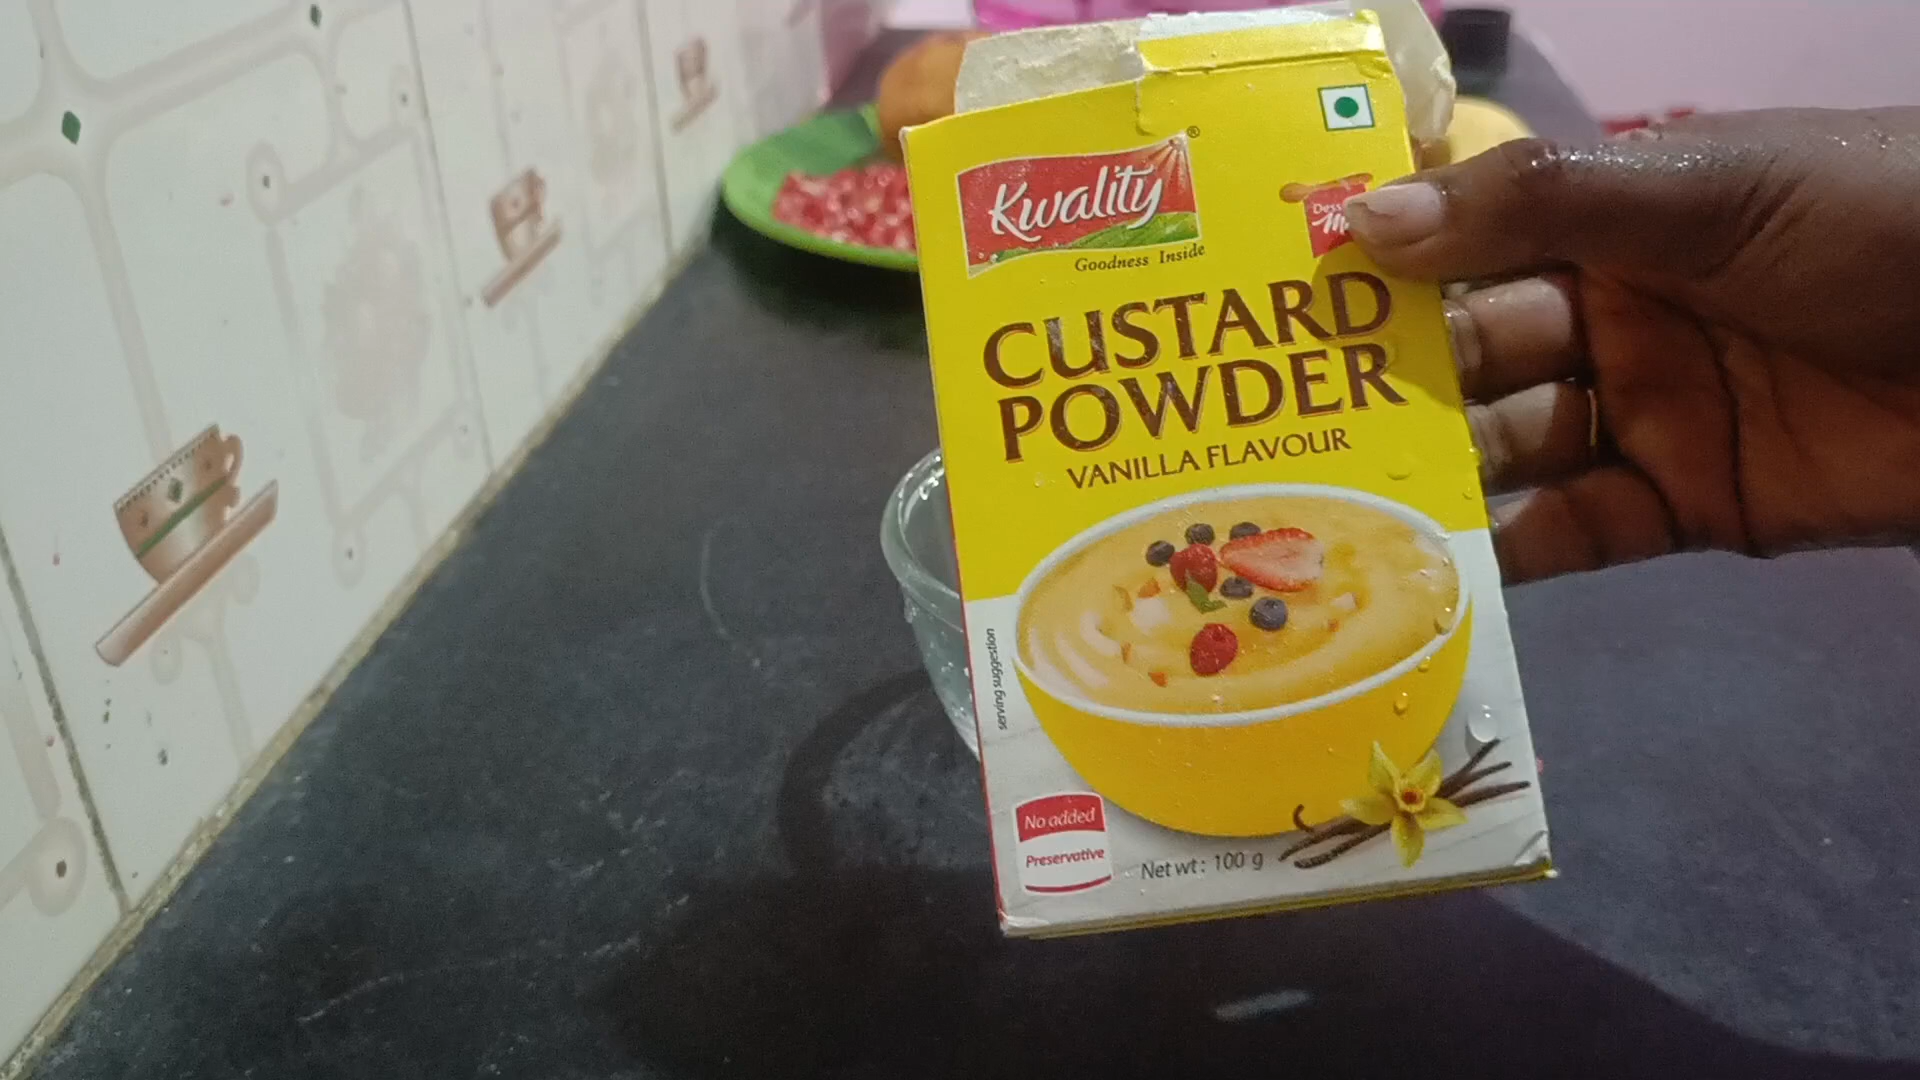 Kwality
®
Goodness Inside
CUSTARD
POWDER
VANILLA FLAVOUR
serving suggestion
No added
Preservative
Net wt: 100 g